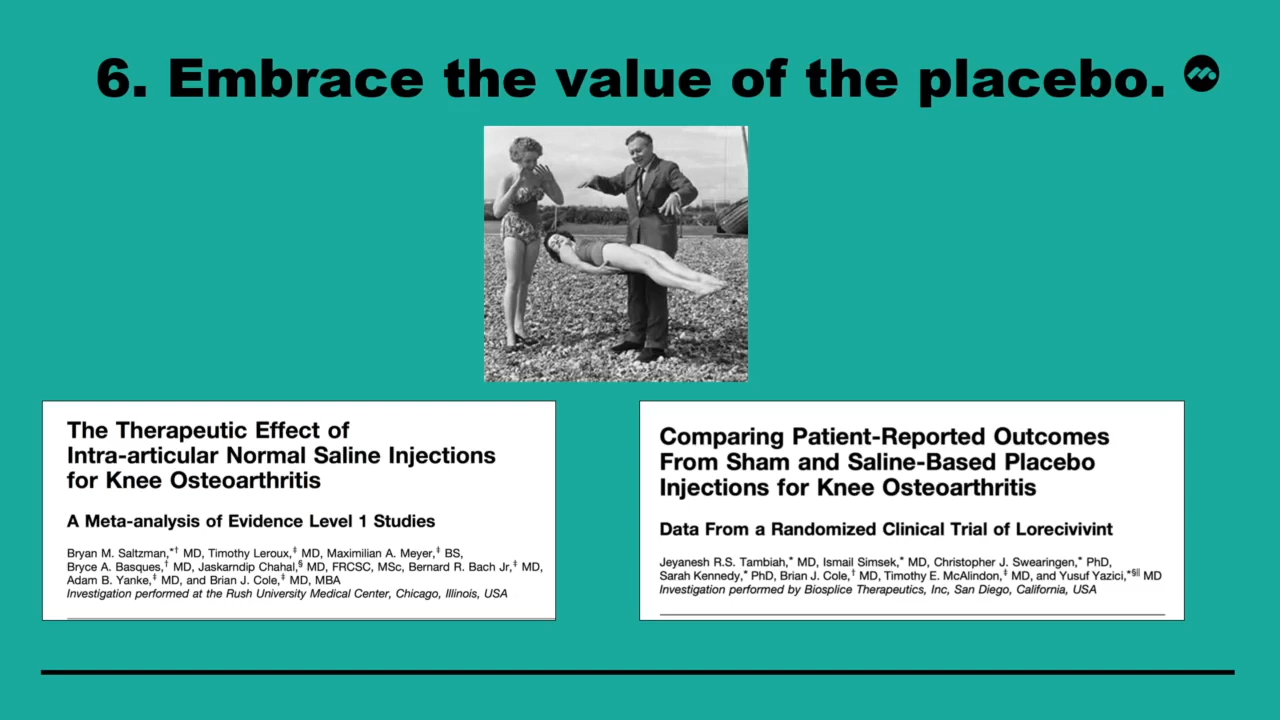 6. Embrace the value of the placebo.
The Therapeutic Effect of
Intra-articular Normal Saline Injections
for Knee Osteoarthritis
A Meta-analysis of Evidence Level 1 Studies
Bryan M. Saltzman,*† MD, Timothy Leroux,‡ MD, Maximilian A. Meyer,‡ BS,
Bryce A. Basques,† MD, Jaskarndip Chahal,§ MD, FRCSC, MSc, Bernard R. Bach Jr,‡ MD,
Adam B. Yanke,‡ MD, and Brian J. Cole,‡ MD, MBA
Investigation performed at the Rush University Medical Center, Chicago, Illinois, USA
Comparing Patient-Reported Outcomes
From Sham and Saline-Based Placebo
Injections for Knee Osteoarthritis
Data From a Randomized Clinical Trial of Lorecivivint
Jeyanesh R.S. Tambiah,* MD, Ismail Simsek,* MD, Christopher J. Swearingen,* PhD,
Sarah Kennedy,* PhD, Brian J. Cole,† MD, Timothy E. McAlindon,‡ MD, and Yusuf Yazici,*§|| MD
Investigation performed by Biosplice Therapeutics, Inc, San Diego, California, USA